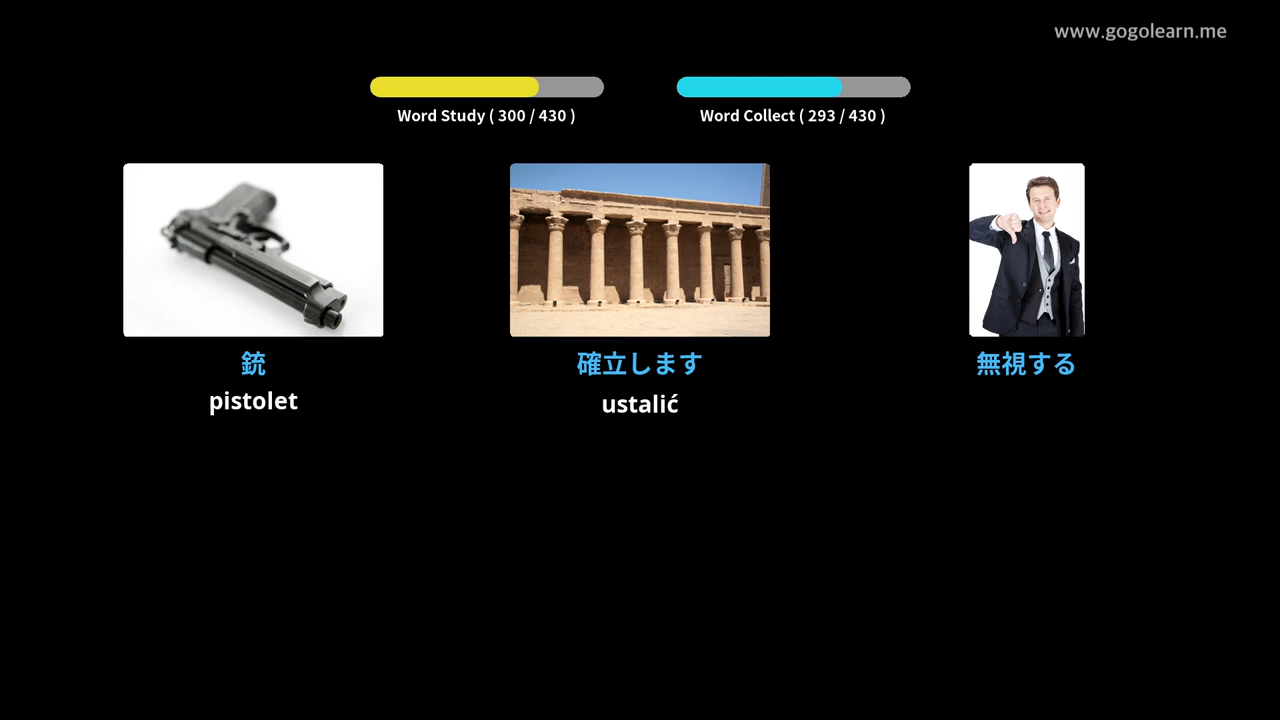 www.gogolearn.me
Word Study ( 300 / 430 )
Word Collect ( 293 / 430 )
銃
pistolet
確立します
ustalić
無視する